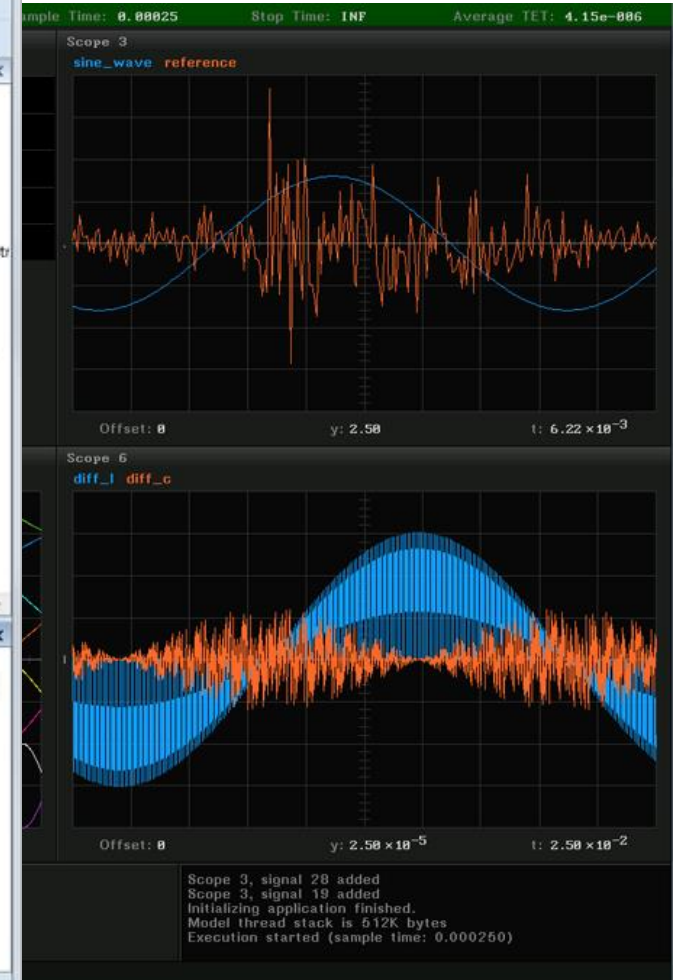 Sample Time: 0.00025 Stop Time: INF Average TET: 4.15e-006
Scope 3
sine_wave reference
tr
Offset: 0 y: 2.50 t: 6.22 ×10−3
Scope 6
diff_l diff_c
Offset: 0 y: 2.50 ×10−5 t: 2.50 ×10−2
Scope 3, signal 28 added
Scope 3, signal 19 added
Initializing application finished.
Model thread stack is 512K bytes
Execution started (sample time: 0.000250)